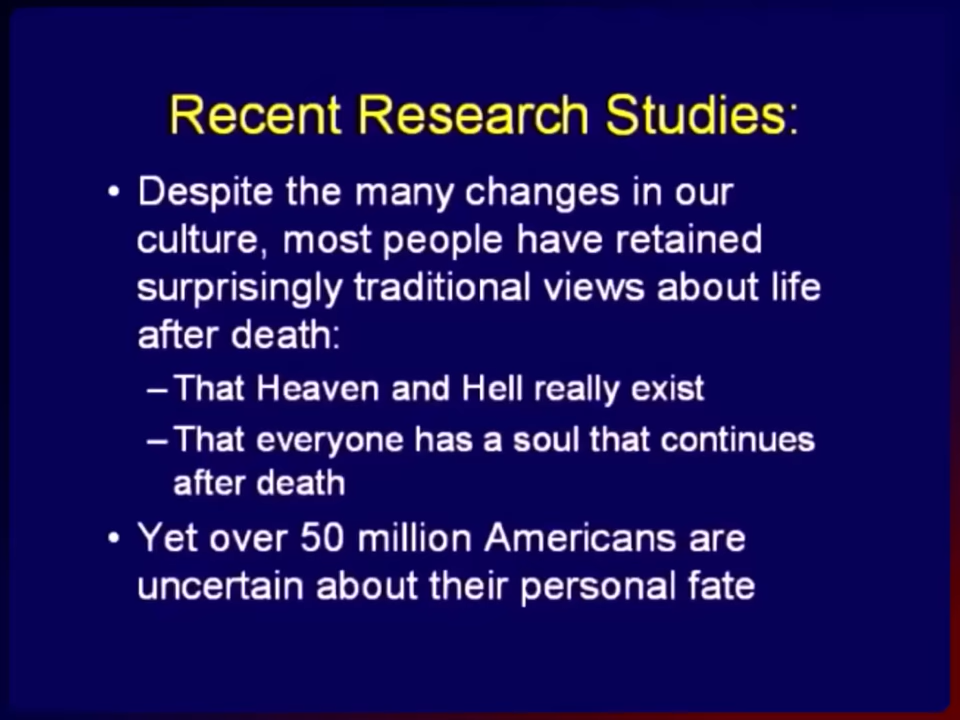 Recent Research Studies:
• Despite the many changes in our
culture, most people have retained
surprisingly traditional views about life
after death:
– That Heaven and Hell really exist
– That everyone has a soul that continues
after death
• Yet over 50 million Americans are
uncertain about their personal fate